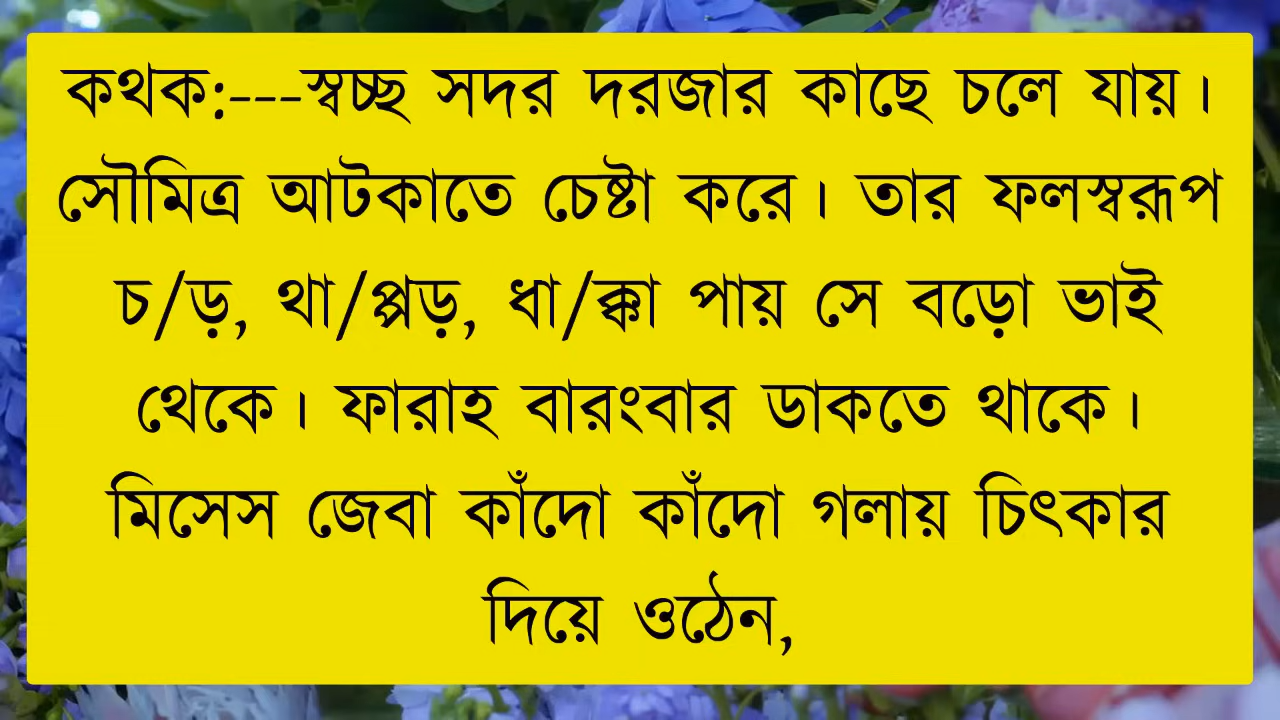 কথক:---স্বচ্ছ সদর দরজার কাছে চলে যায়।
সৌমিত্র আটকাতে চেষ্টা করে। তার ফলস্বরূপ
চ/ড়, থা/প্পড়, ধা/ক্কা পায় সে বড়ো ভাই
থেকে। ফারাহ বারংবার ডাকতে থাকে।
মিসেস জেবা কাঁদো কাঁদো গলায় চিৎকার
দিয়ে ওঠেন,